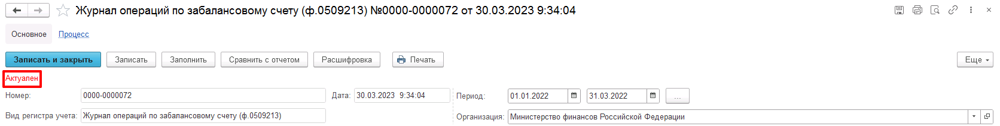 Журнал операций по забалансовому счету (ф.0509213) №0000-0000072 от 30.03.2023 9:34:04
Основное Процесс
Записать и закрыть Записать Заполнить Сравнить с отчетом Расшифровка Печать Еще
Актуален
Номер: 0000-0000072 Дата: 30.03.2023 9:34:04 Период: 01.01.2022 31.03.2022 ...
Вид регистра учета: Журнал операций по забалансовому счету (ф.0509213) Организация: Министерство финансов Российской Федерации